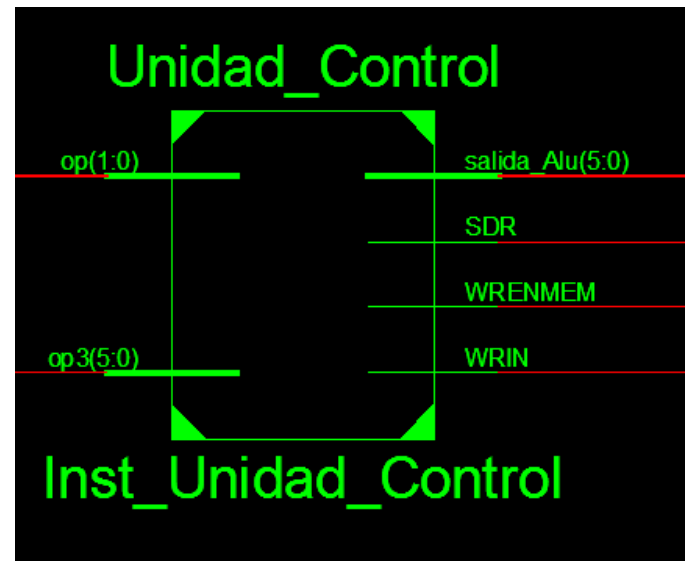 Unidad_Control
op(1:0)
salida_Alu(5:0)
SDR
WRENMEM
op3(5:0)
WRIN
Inst_Unidad_Control